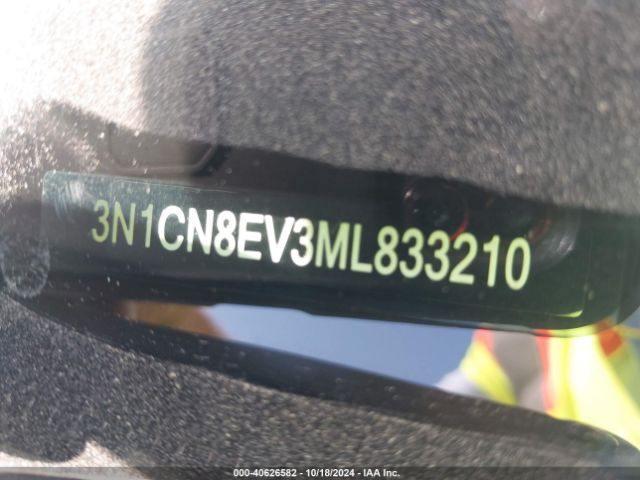 3N1CN8EV3ML833210
000-40626582 | 10/18/2024 | IAA Inc.